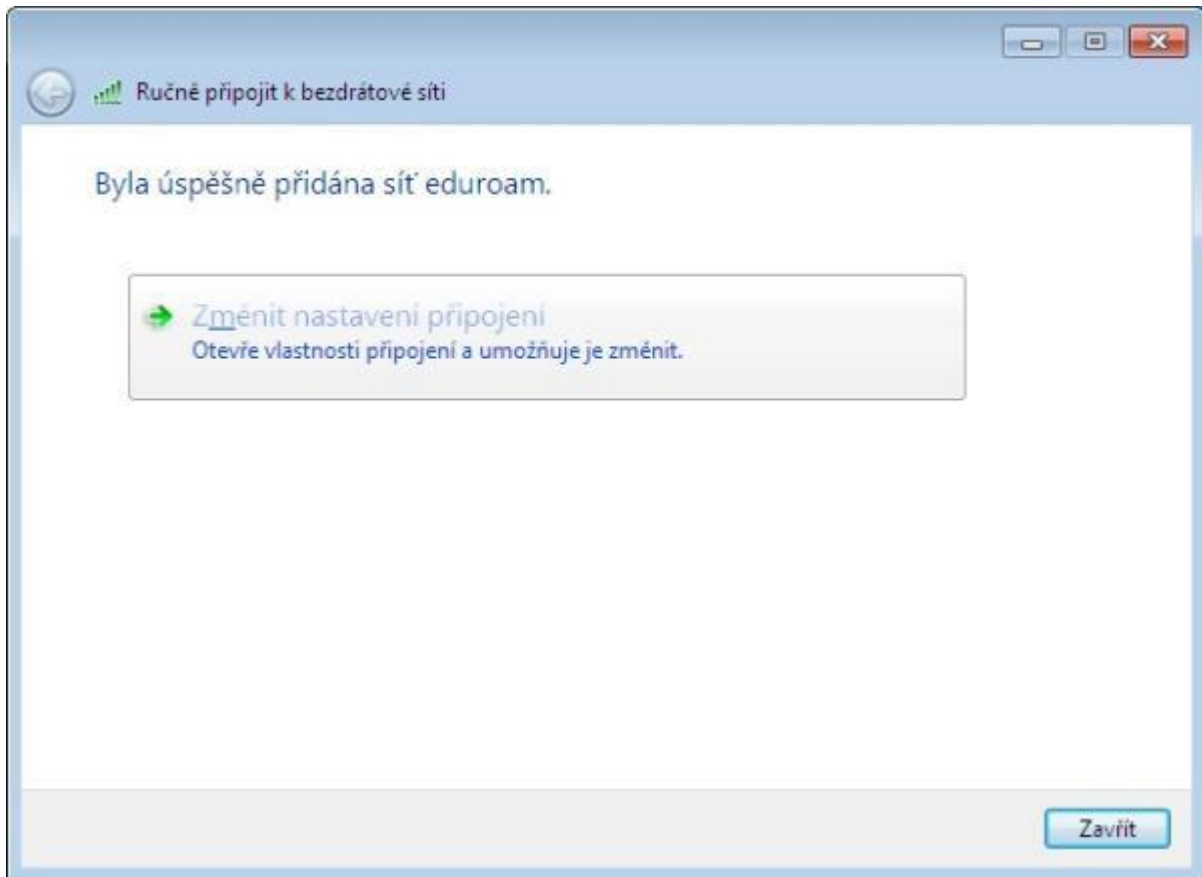 Ručně připojit k bezdrátové síti
Byla úspěšně přidána síť eduroam.
Změnit nastavení připojení
Otevře vlastnosti připojení a umožňuje je změnit.
Zavřít